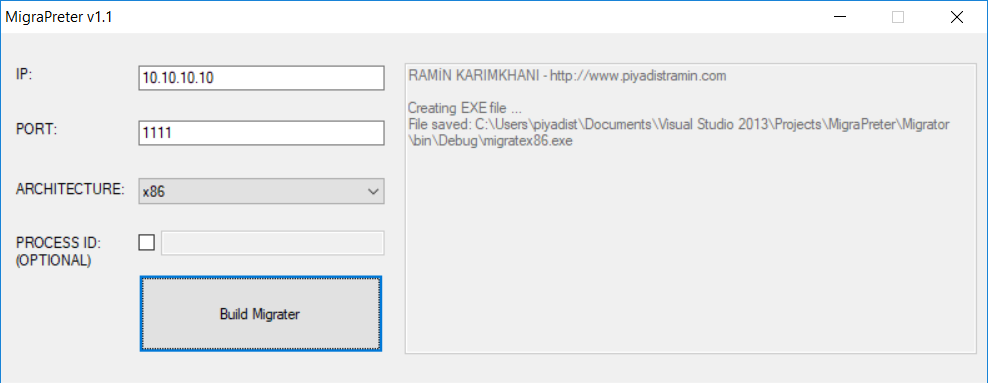 MigraPreter v1.1
IP:
10.10.10.10
PORT:
1111
ARCHITECTURE:
x86
PROCESS ID:
(OPTIONAL)
Build Migrater
RAMİN KARIMKHANI - http://www.piyadistramin.com
Creating EXE file ...
File saved: C:\Users\piyadist\Documents\Visual Studio 2013\Projects\MigraPreter\Migrator
\bin\Debug\migratex86.exe